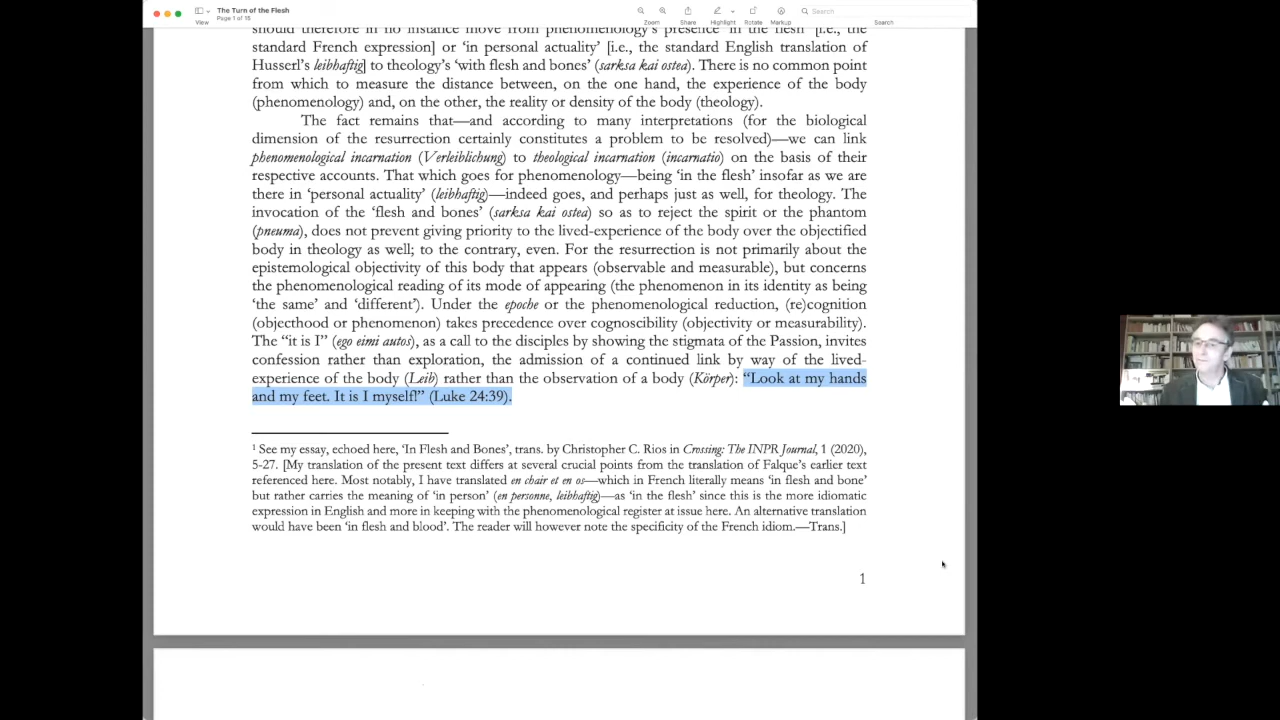 The Turn of the Flesh
Page 1 of 15
View
Zoom
Share
Highlight
Rotate
Markup
Search
Search
should therefore in no instance move from phenomenology's presence 'in the flesh' [i.e., the
standard French expression] or 'in personal actuality' [i.e., the standard English translation of
Husserl's leibhaftig] to theology's 'with flesh and bones' (sarksa kai ostea). There is no common point
from which to measure the distance between, on the one hand, the experience of the body
(phenomenology) and, on the other, the reality or density of the body (theology).
The fact remains that—and according to many interpretations (for the biological
dimension of the resurrection certainly constitutes a problem to be resolved)—we can link
phenomenological incarnation (Verleiblichung) to theological incarnation (incarnatio) on the basis of their
respective accounts. That which goes for phenomenology—being 'in the flesh' insofar as we are
there in 'personal actuality' (leibhaftig)—indeed goes, and perhaps just as well, for theology. The
invocation of the 'flesh and bones' (sarksa kai ostea) so as to reject the spirit or the phantom
(pneuma), does not prevent giving priority to the lived-experience of the body over the objectified
body in theology as well; to the contrary, even. For the resurrection is not primarily about the
epistemological objectivity of this body that appears (observable and measurable), but concerns
the phenomenological reading of its mode of appearing (the phenomenon in its identity as being
'the same' and 'different'). Under the epoche or the phenomenological reduction, (re)cognition
(objecthood or phenomenon) takes precedence over cognoscibility (objectivity or measurability).
The “it is I” (ego eimi autos), as a call to the disciples by showing the stigmata of the Passion, invites
confession rather than exploration, the admission of a continued link by way of the lived-
experience of the body (Leib) rather than the observation of a body (Körper): “Look at my hands
and my feet. It is I myself!” (Luke 24:39).
1 See my essay, echoed here, 'In Flesh and Bones', trans. by Christopher C. Rios in Crossing: The INPR Journal, 1 (2020),
5-27. [My translation of the present text differs at several crucial points from the translation of Falque's earlier text
referenced here. Most notably, I have translated en chair et en os—which in French literally means 'in flesh and bone'
but rather carries the meaning of 'in person' (en personne, leibhaftig)—as 'in the flesh' since this is the more idiomatic
expression in English and more in keeping with the phenomenological register at issue here. An alternative translation
would have been 'in flesh and blood'. The reader will however note the specificity of the French idiom.—Trans.]
1